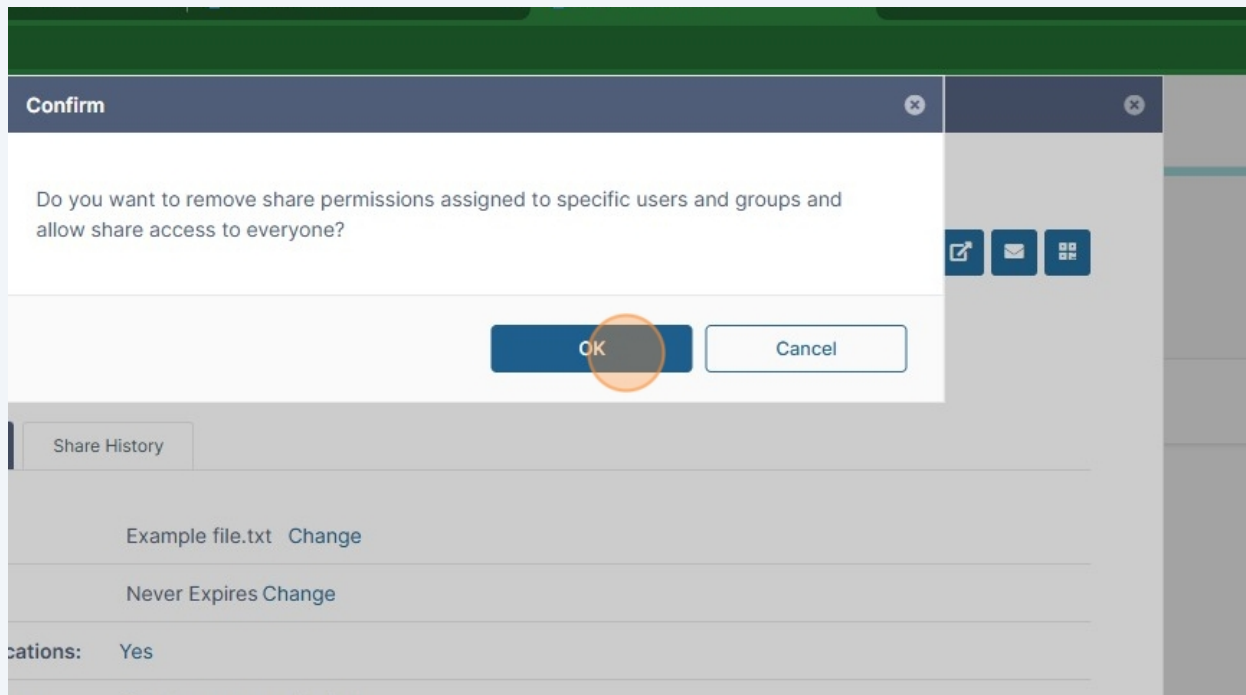 Confirm
Do you want to remove share permissions assigned to specific users and groups and
allow share access to everyone?
OK
Cancel
Share History
Example file.txt Change
Never Expires Change
cations: Yes